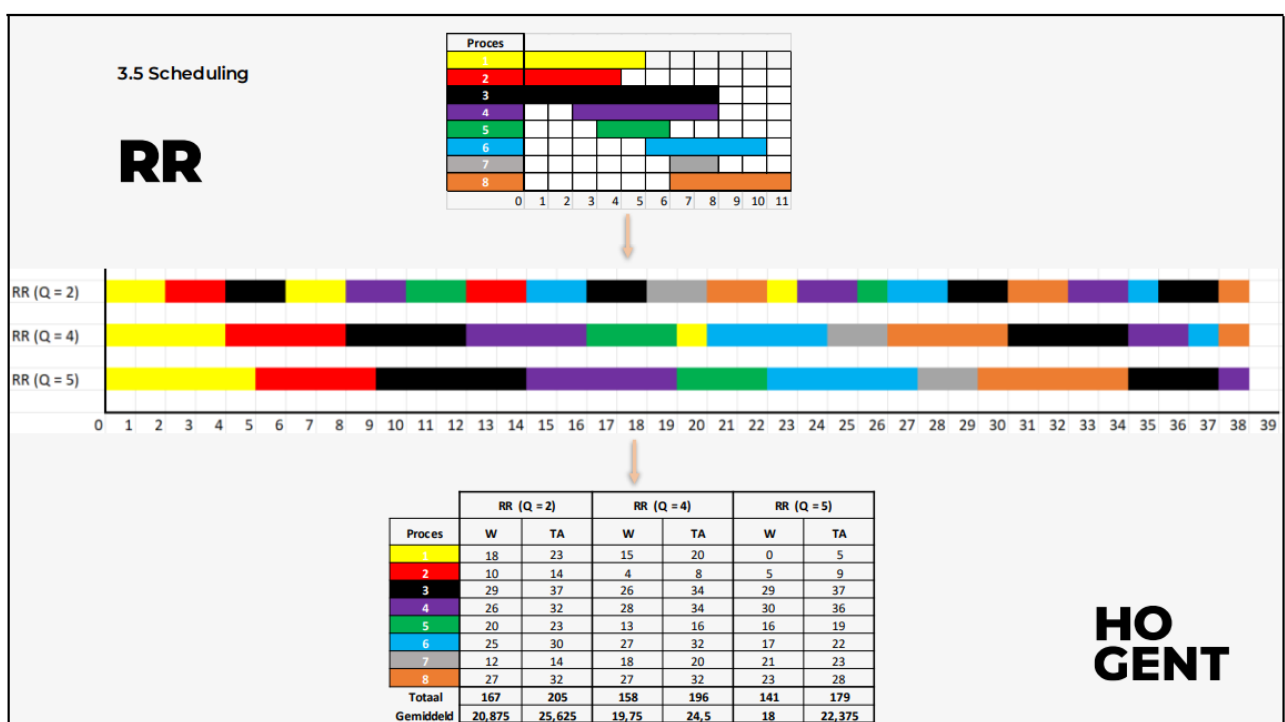 3.5 Scheduling
RR
Proces
1
2
3
4
5
6
7
8
0 1 2 3 4 5 6 7 8 9 10 11
RR (Q = 2)
RR (Q = 4)
RR (Q = 5)
0 1 2 3 4 5 6 7 8 9 10 11 12 13 14 15 16 17 18 19 20 21 22 23 24 25 26 27 28 29 30 31 32 33 34 35 36 37 38 39
RR (Q = 2) RR (Q = 4) RR (Q = 5)
Proces W TA W TA W TA
1 18 23 15 20 0 5
2 10 14 4 8 5 9
3 29 37 26 34 29 37
4 26 32 28 34 30 36
5 20 23 13 16 16 19
6 25 30 27 32 17 22
7 12 14 18 20 21 23
8 27 32 27 32 23 28
Totaal 167 205 158 196 141 179
Gemiddeld 20,875 25,625 19,75 24,5 18 22,375
HO
GENT